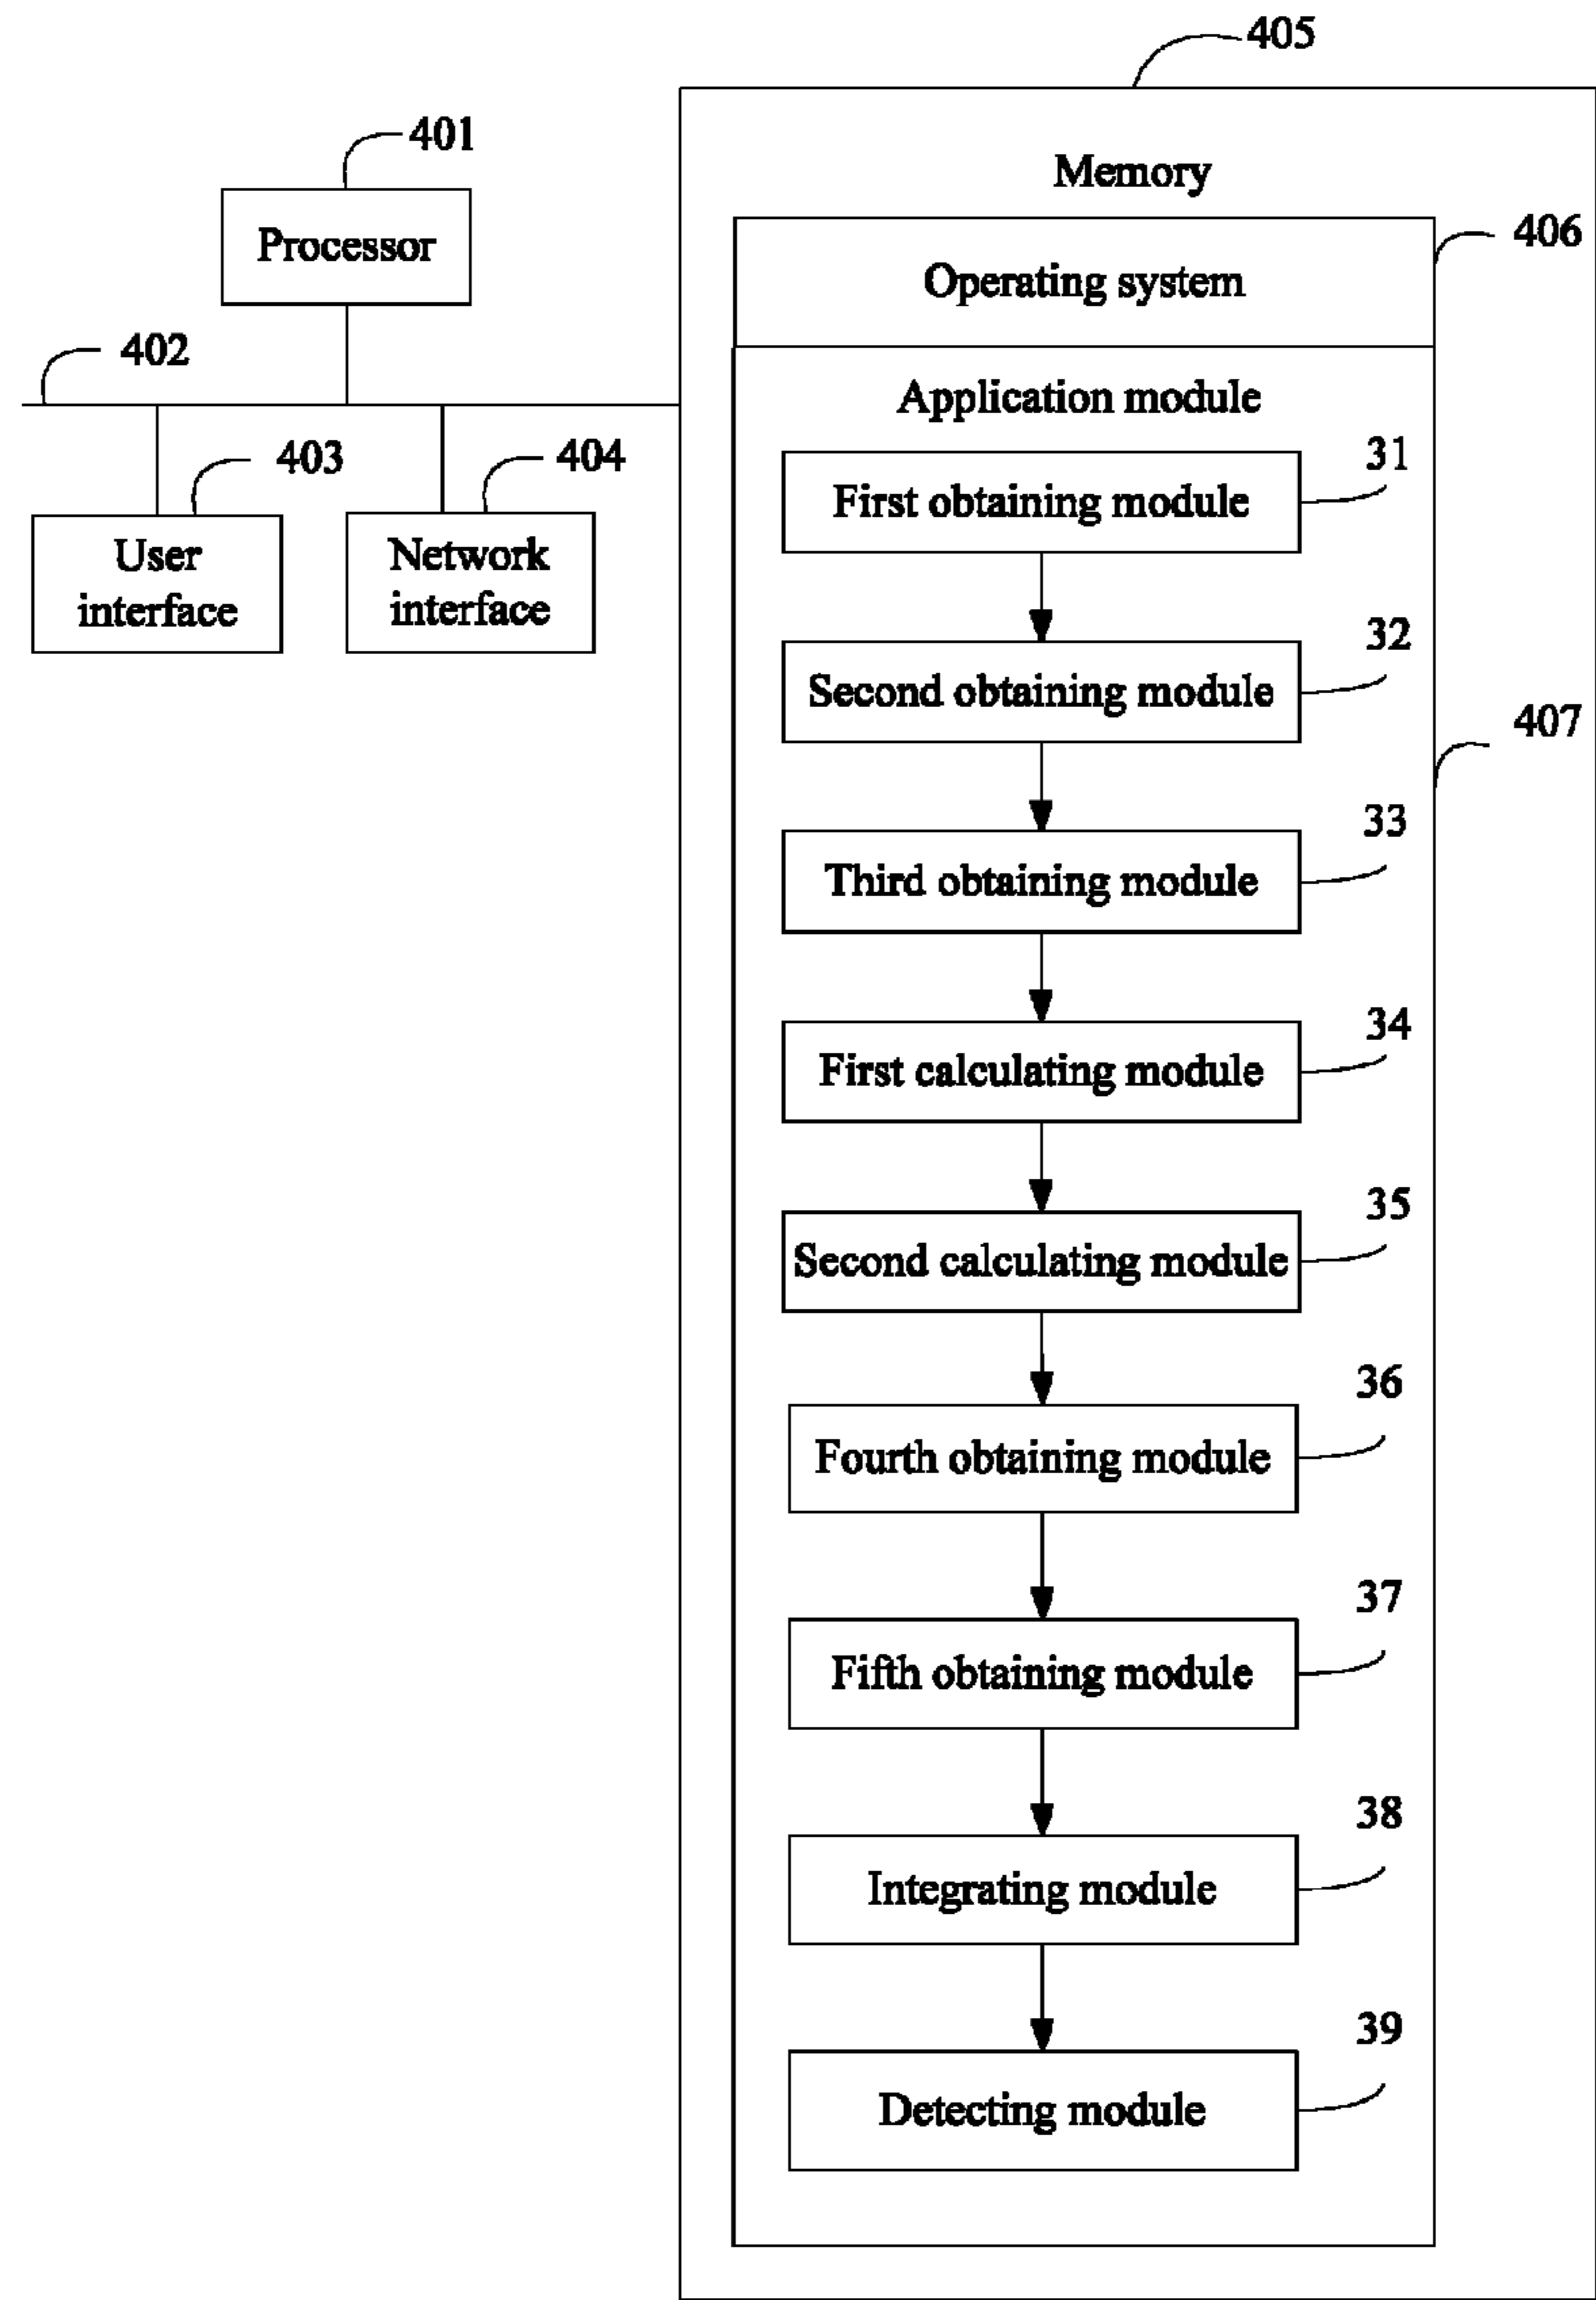 405
401
Memory
Processor
406
Operating system
402
Application module
403
404
31
First obtaining module
User
interface
Network
interface
32
Second obtaining module
407
33
Third obtaining module
34
First calculating module
35
Second calculating module
36
Fourth obtaining module
37
Fifth obtaining module
38
Integrating module
39
Detecting module